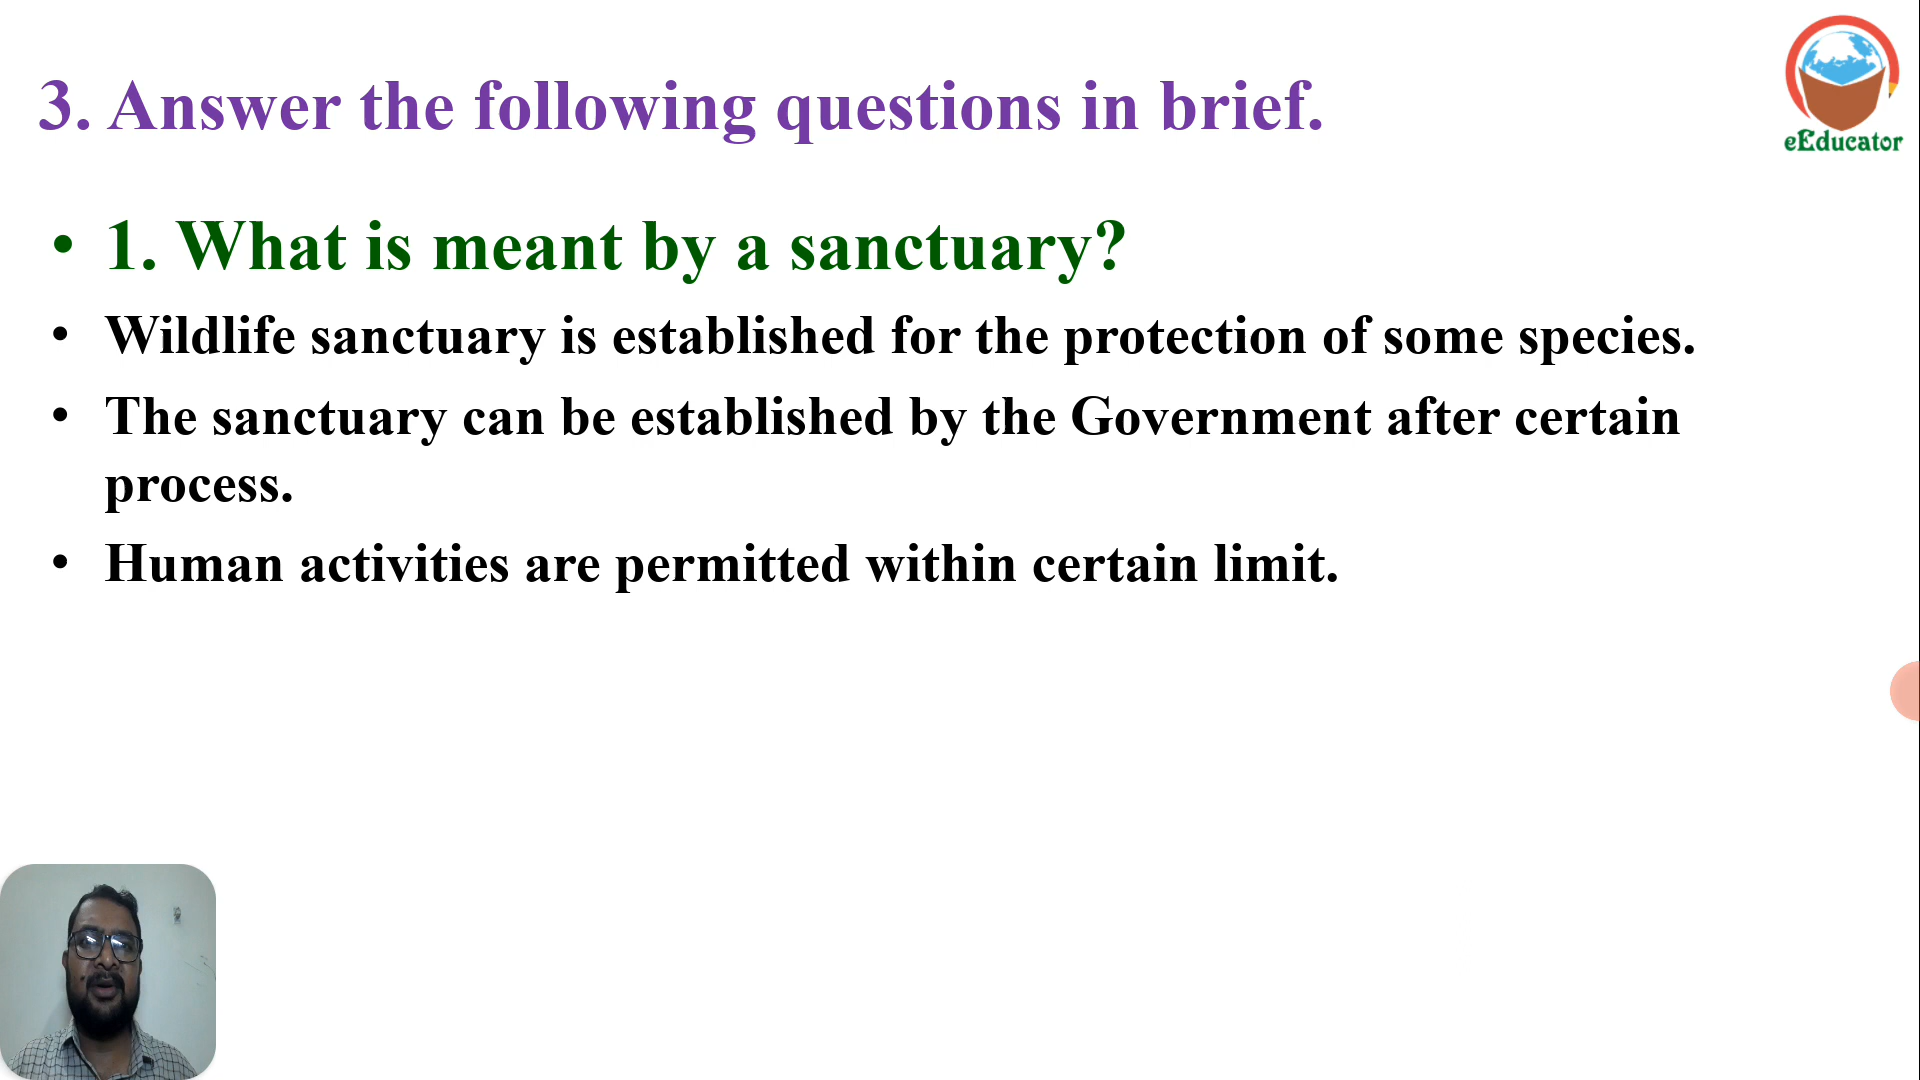 3. Answer the following questions in brief.
eEducator
• 1. What is meant by a sanctuary?
• Wildlife sanctuary is established for the protection of some species.
• The sanctuary can be established by the Government after certain
process.
• Human activities are permitted within certain limit.